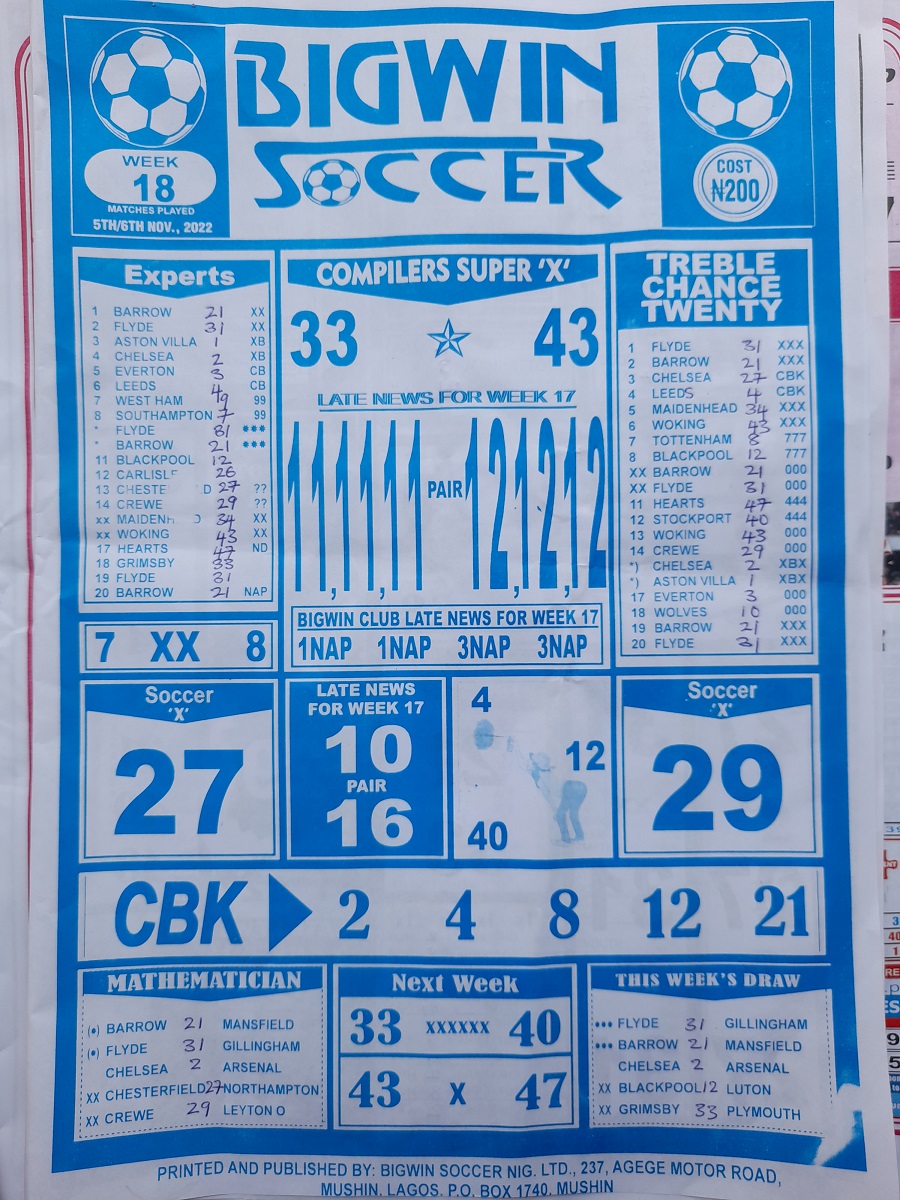 BIGWIN
SOCCER
WEEK
18
MATCHES PLAYED
5TH/6TH NOV., 2022
COST
₦200
Experts
1 BARROW 21 XX
2 FLYDE 31 XX
3 ASTON VILLA 1 XB
4 CHELSEA 2 XB
5 EVERTON 3 CB
6 LEEDS 4 CB
7 WEST HAM 9 99
8 SOUTHAMPTON 7 99
* FLYDE 31 ***
* BARROW 21 ***
11 BLACKPOOL 12
12 CARLISL 26
13 CHESTE D 27 ??
14 CREWE 29 ??
xx MAIDENH D 34 XX
xx WOKING 43 XX
17 HEARTS 47 ND
18 GRIMSBY 33
19 FLYDE 31
20 BARROW 21 NAP
7 XX 8
COMPILERS SUPER 'X'
33 43
LATE NEWS FOR WEEK 17
11,11,11 PAIR 12,12,12
BIGWIN CLUB LATE NEWS FOR WEEK 17
1NAP 1NAP 3NAP 3NAP
TREBLE
CHANCE
TWENTY
1 FLYDE 31 XXX
2 BARROW 21 XXX
3 CHELSEA 27 CBK
4 LEEDS 4 CBK
5 MAIDENHEAD 34 XXX
6 WOKING 43 XXX
7 TOTTENHAM 8 777
8 BLACKPOOL 12 777
XX BARROW 21 000
XX FLYDE 31 000
11 HEARTS 47 444
12 STOCKPORT 40 444
13 WOKING 43 000
14 CREWE 29 000
*) CHELSEA 2 XBX
*) ASTON VILLA 1 XBX
17 EVERTON 3 000
18 WOLVES 10 000
19 BARROW 21 XXX
20 FLYDE 31 XXX
Soccer
'X'
27
LATE NEWS
FOR WEEK 17
10
PAIR
16
4
12
40
Soccer
'X'
29
CBK 2 4 8 12 21
MATHEMATICIAN
(•) BARROW 21 MANSFIELD
(•) FLYDE 31 GILLINGHAM
CHELSEA 2 ARSENAL
XX CHESTERFIELD 27 NORTHAMPTON
XX CREWE 29 LEYTON O
Next Week
33 XXXXXX 40
43 X 47
THIS WEEK'S DRAW
••• FLYDE 31 GILLINGHAM
••• BARROW 21 MANSFIELD
CHELSEA 2 ARSENAL
XX BLACKPOOL 12 LUTON
XX GRIMSBY 33 PLYMOUTH
PRINTED AND PUBLISHED BY: BIGWIN SOCCER NIG. LTD., 237, AGEGE MOTOR ROAD,
MUSHIN, LAGOS. P.O. BOX 1740, MUSHIN